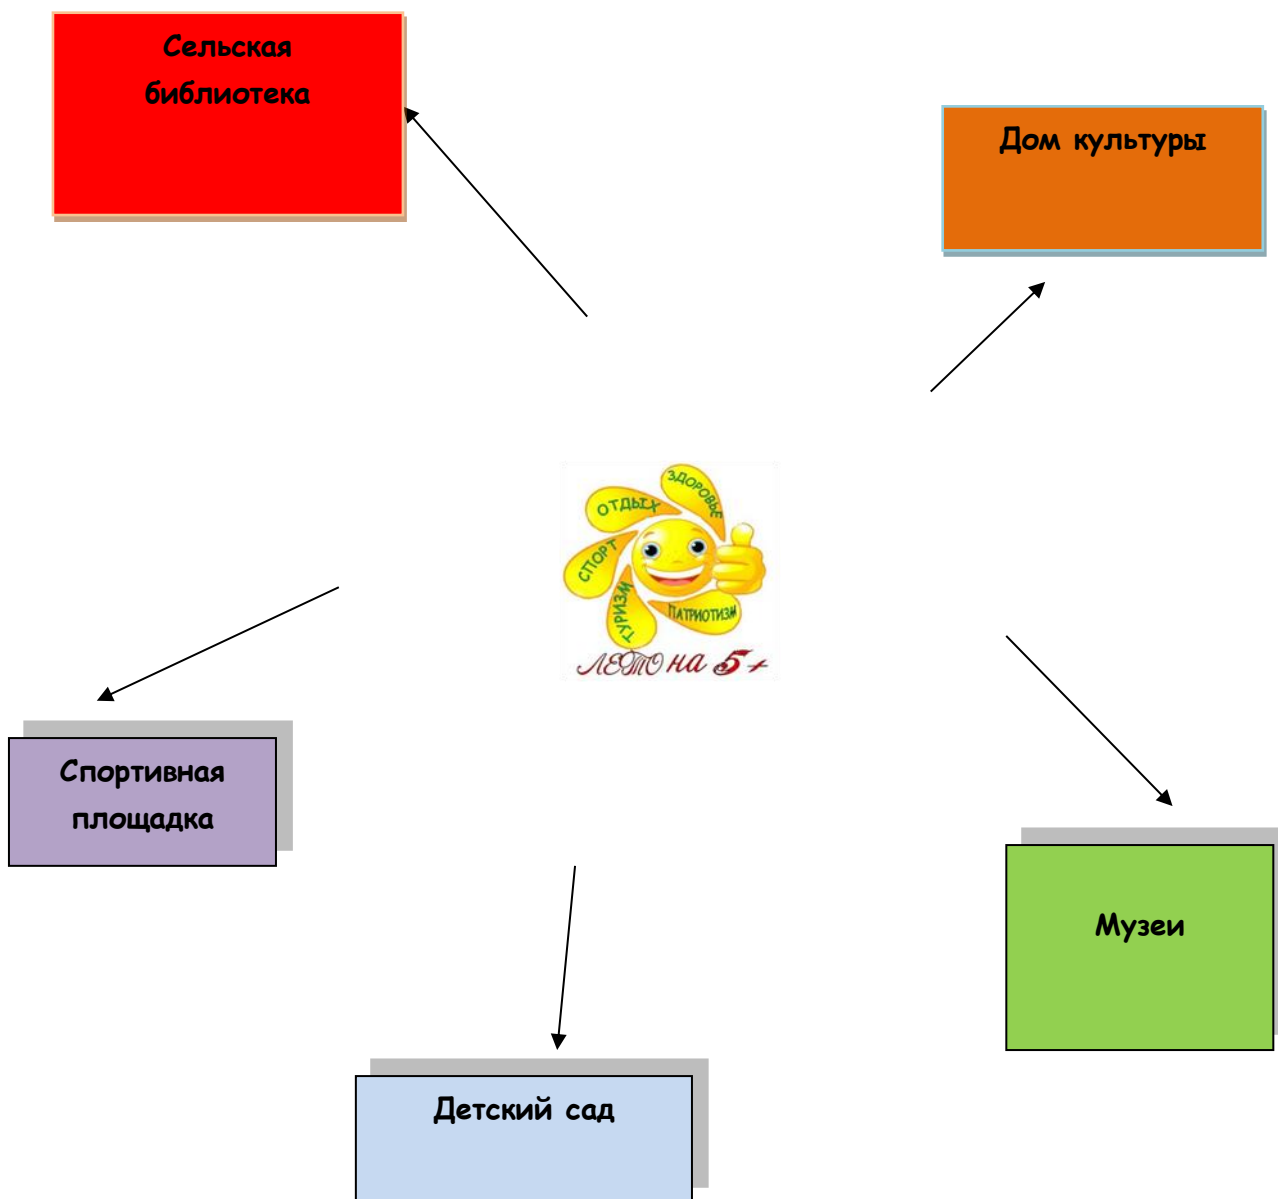 Сельская
библиотека
Дом культуры
ЗДОРОВЬЕ
ОТДЫХ
СПОРТ
ТУРИЗМ
ПАТРИОТИЗМ
ЛЕТО на 5+
Спортивная
площадка
Музеи
Детский сад